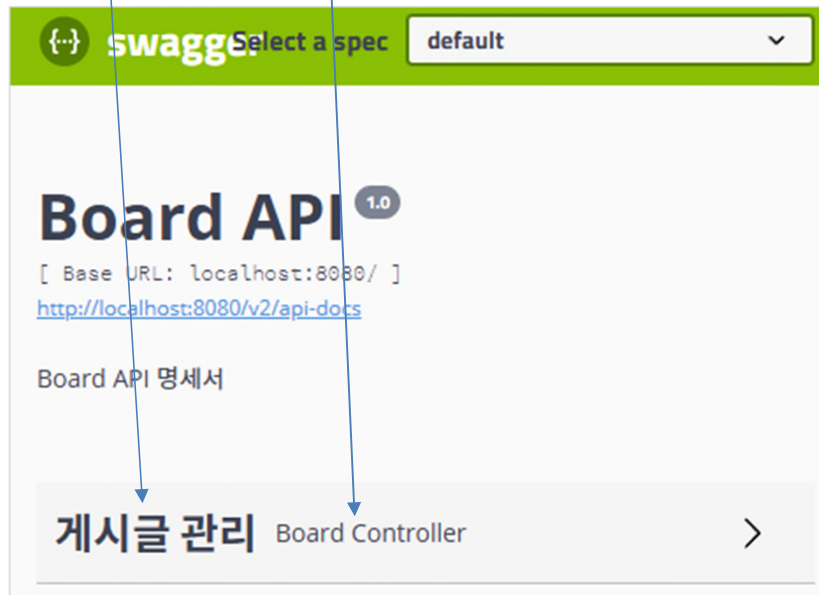 swagger Select a spec default
Board API 1.0
[ Base URL: localhost:8080/ ]
http://localhost:8080/v2/api-docs
Board API 명세서
게시글 관리 Board Controller